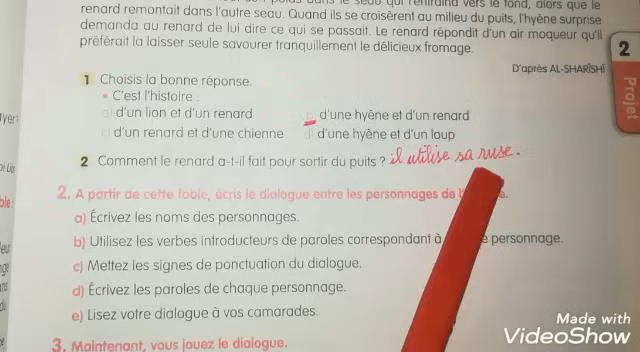 renard remontait dans l'autre seau. Quand ils se croisèrent au milieu du puits, l'hyène surprise
demanda au renard de lui dire ce qui se passait. Le renard répondit d'un air moqueur qu'il
préférait la laisser seule savourer tranquillement le délicieux fromage.
D'après AL-SHARÎSHÎ
2
Projet
1 Choisis la bonne réponse.
• C'est l'histoire :
a) d'un lion et d'un renard
d'une hyène et d'un renard
c) d'un renard et d'une chienne
d) d'une hyène et d'un loup
2 Comment le renard a-t-il fait pour sortir du puits ? il utilise sa ruse.
2. A partir de cette fable, écris le dialogue entre les personnages de
a) Écrivez les noms des personnages.
b) Utilisez les verbes introducteurs de paroles correspondant à personnage.
c) Mettez les signes de ponctuation du dialogue.
d) Écrivez les paroles de chaque personnage.
e) Lisez votre dialogue à vos camarades.
3. Maintenant, vous jouez le dialogue.
Made with
VideoShow